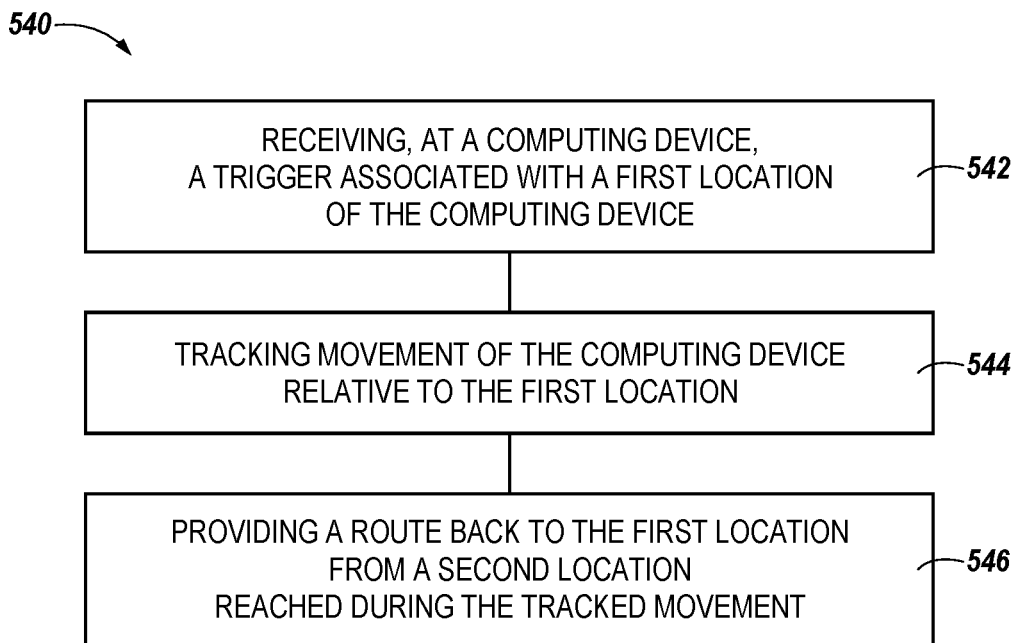 540
RECEIVING, AT A COMPUTING DEVICE,
A TRIGGER ASSOCIATED WITH A FIRST LOCATION
OF THE COMPUTING DEVICE
542
TRACKING MOVEMENT OF THE COMPUTING DEVICE
RELATIVE TO THE FIRST LOCATION
544
PROVIDING A ROUTE BACK TO THE FIRST LOCATION
FROM A SECOND LOCATION
REACHED DURING THE TRACKED MOVEMENT
546